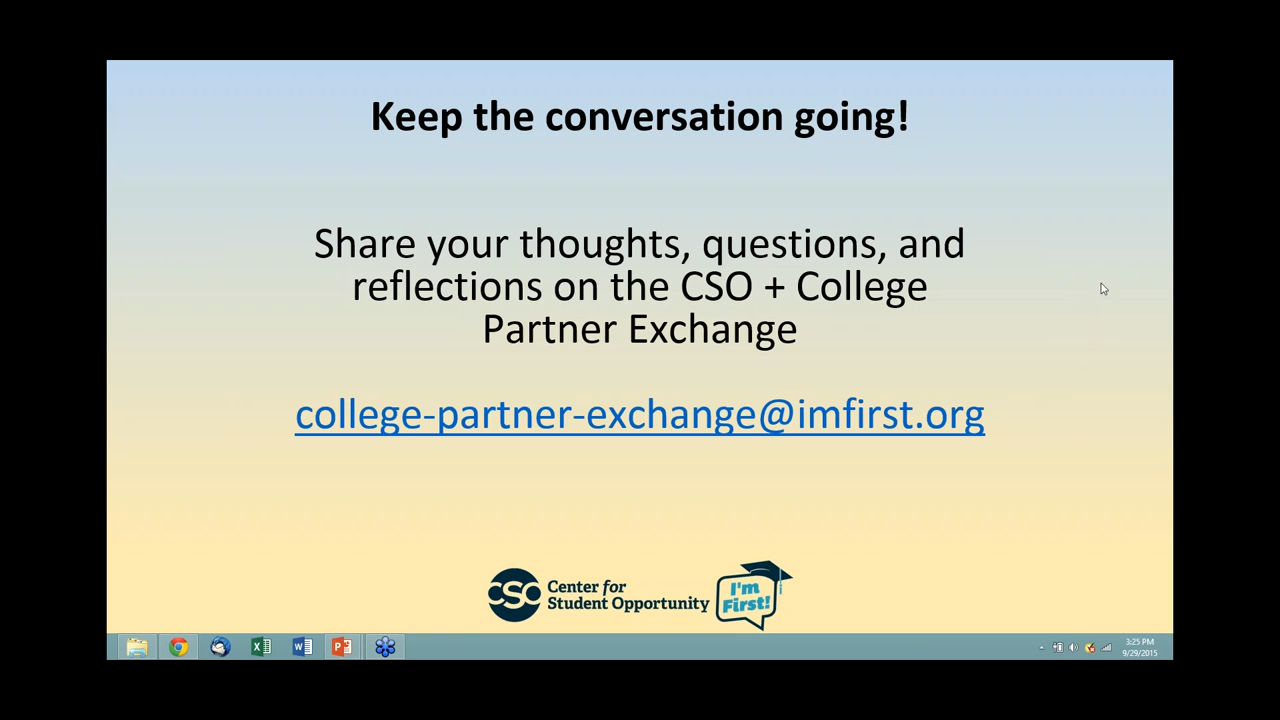 Keep the conversation going!
Share your thoughts, questions, and
reflections on the CSO + College
Partner Exchange
college-partner-exchange@imfirst.org
CSO
Center for
Student Opportunity
I'm
First!
3:25 PM
9/29/2015